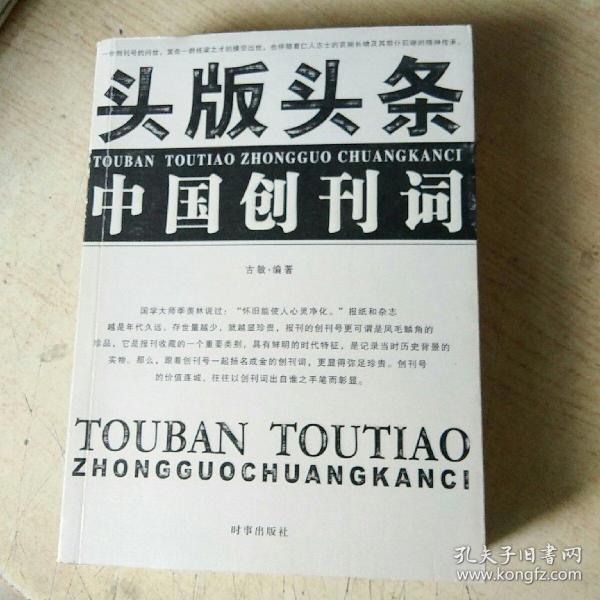 头版头条
TOUBAN TOUTIAO ZHONGGUO CHUANGKANCI
中国创刊词
古敏·编著
国学大师季羡林说过：“怀旧能使人心灵净化。”报纸和杂志
越是年代久远，存世量越少，就越显珍贵，报刊的创刊号更可谓是凤毛麟角的
珍品，它是报刊收藏的一个重要类别，具有鲜明的时代特征，是记录当时历史背景的
实物。那么，跟着创刊号一起扬名成金的创刊词，更显得弥足珍贵。创刊号
的价值连城，往往以创刊词出自谁之手笔而彰显。
TOUBAN TOUTIAO
ZHONGGUOCHUANGKANCI
时事出版社
孔夫子旧书网
www.kongfz.com